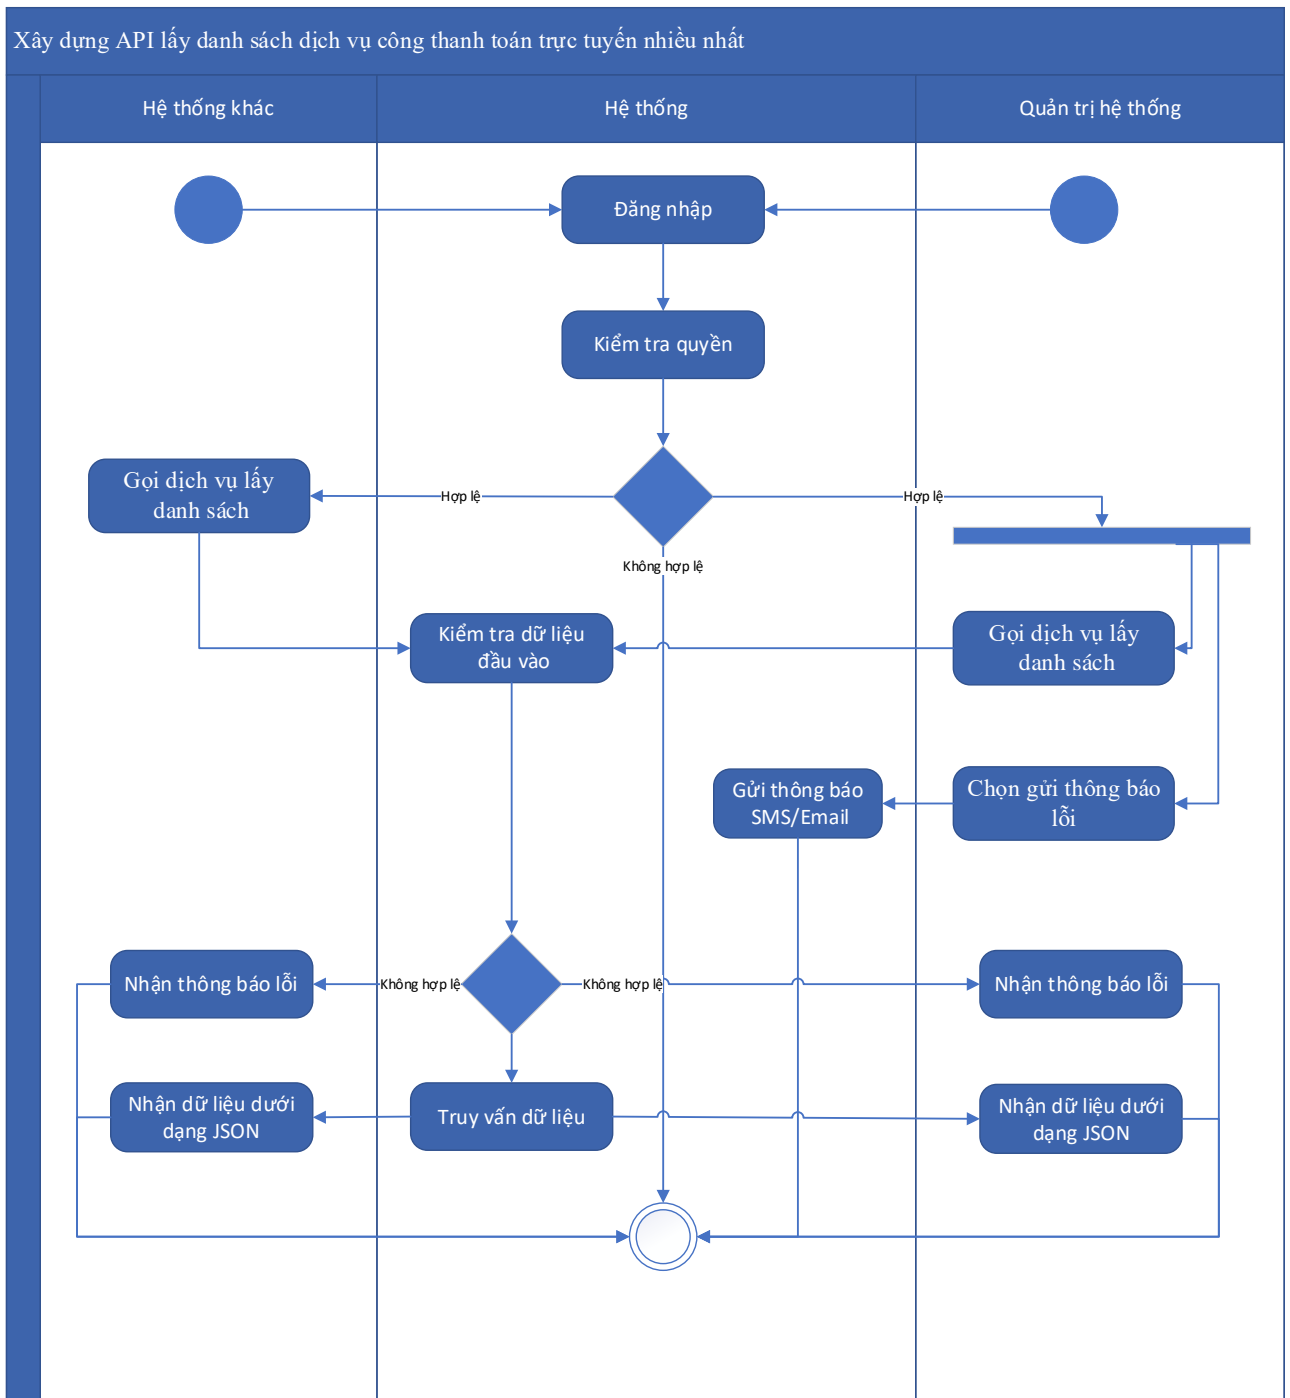 Xây dựng API lấy danh sách dịch vụ công thanh toán trực tuyến nhiều nhất
Hệ thống khác
Hệ thống
Quản trị hệ thống
Đăng nhập
Kiểm tra quyền
Gọi dịch vụ lấy
danh sách
Hợp lệ
Hợp lệ
Không hợp lệ
Kiểm tra dữ liệu
đầu vào
Gọi dịch vụ lấy
danh sách
Gửi thông báo
SMS/Email
Chọn gửi thông báo
lỗi
Nhận thông báo lỗi
Không hợp lệ
Không hợp lệ
Nhận thông báo lỗi
Nhận dữ liệu dưới
dạng JSON
Truy vấn dữ liệu
Nhận dữ liệu dưới
dạng JSON